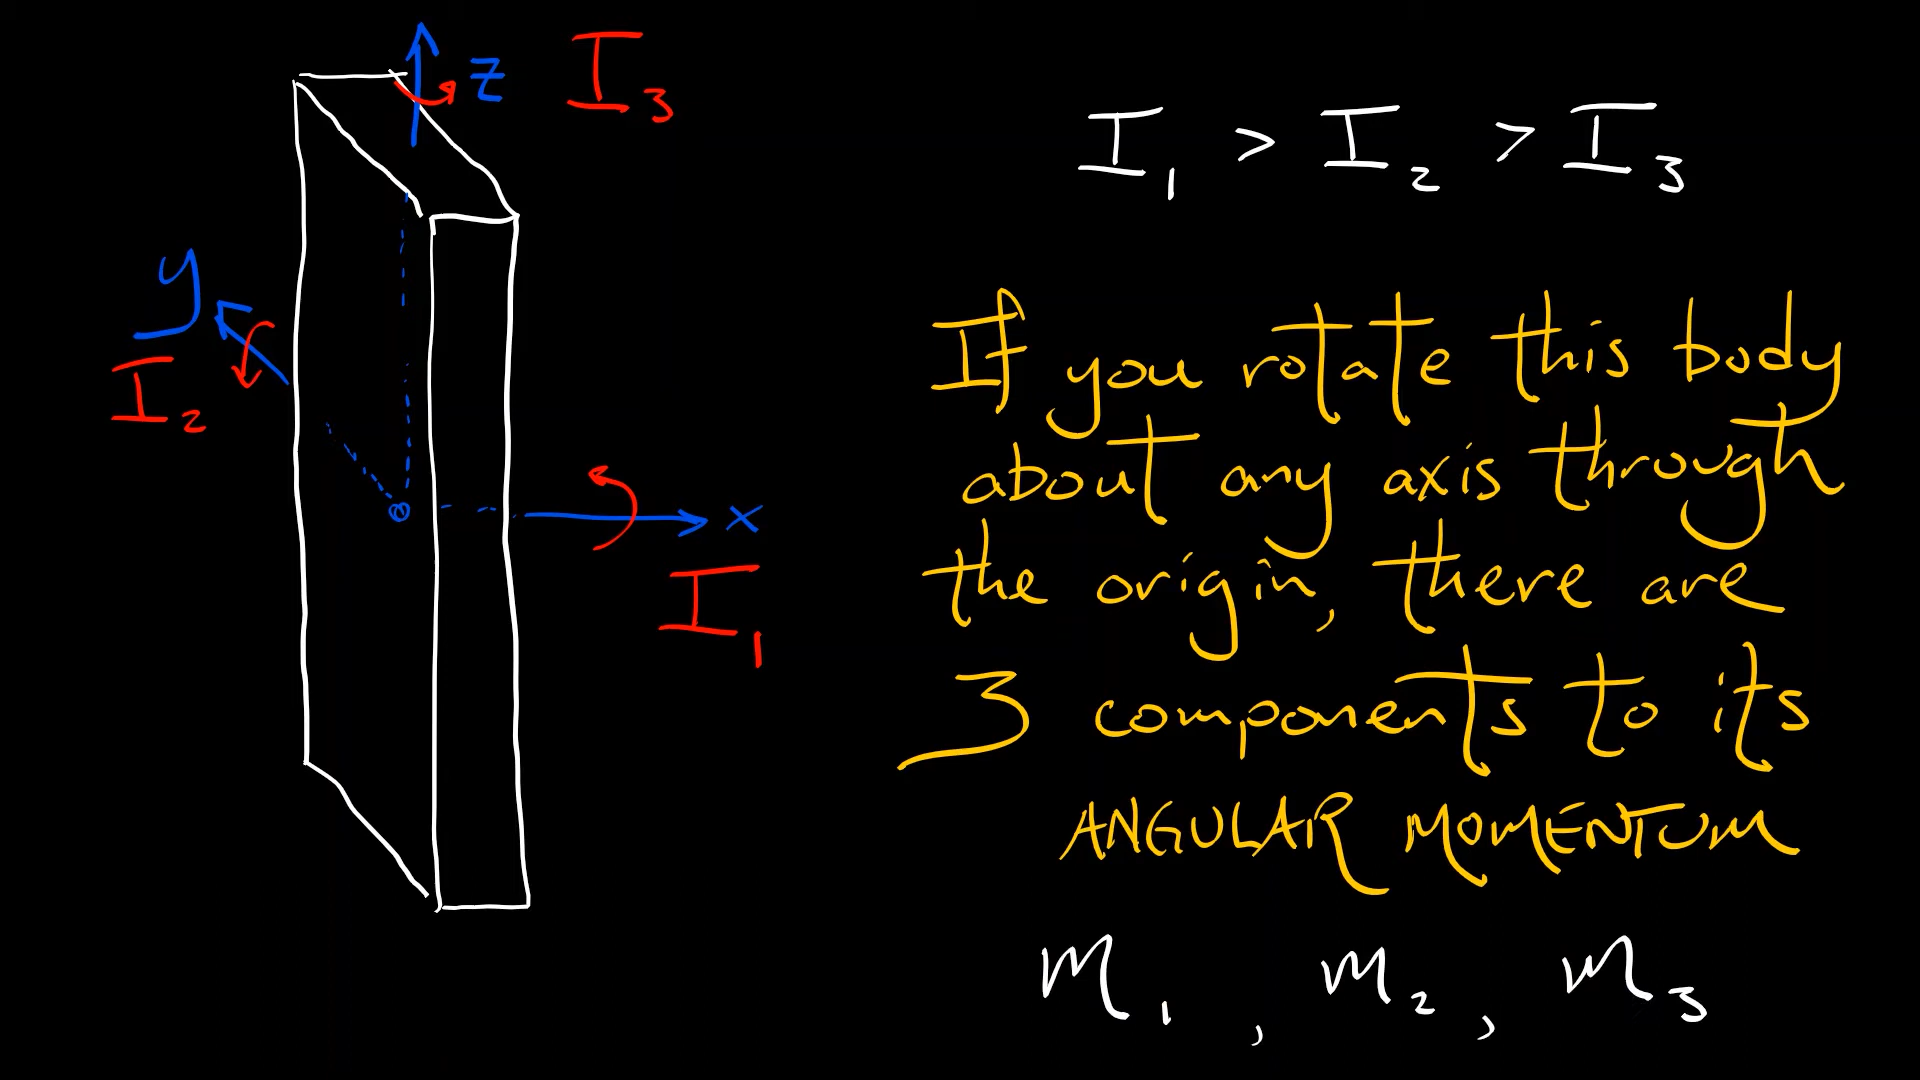 z I₃
I₁ > I₂ > I₃
y
I₂
If you rotate this body
about any axis through
x
the origin, there are
I₁
3 components to its
ANGULAR MOMENTUM
m₁, m₂, m₃